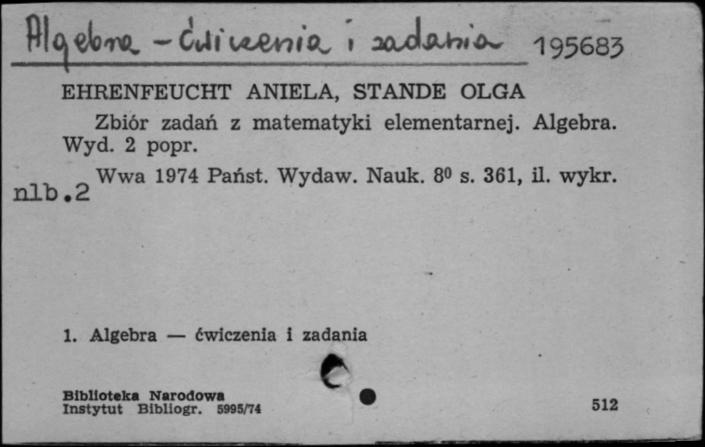 Algebra - ćwiczenia i zadania 195683
EHRENFEUCHT ANIELA, STANDE OLGA
Zbiór zadań z matematyki elementarnej. Algebra.
Wyd. 2 popr.
Wwa 1974 Państ. Wydaw. Nauk. 8⁰ s. 361, il. wykr.
nlb.2
1. Algebra — ćwiczenia i zadania
Biblioteka Narodowa
Instytut Bibliogr. 5995/74 512